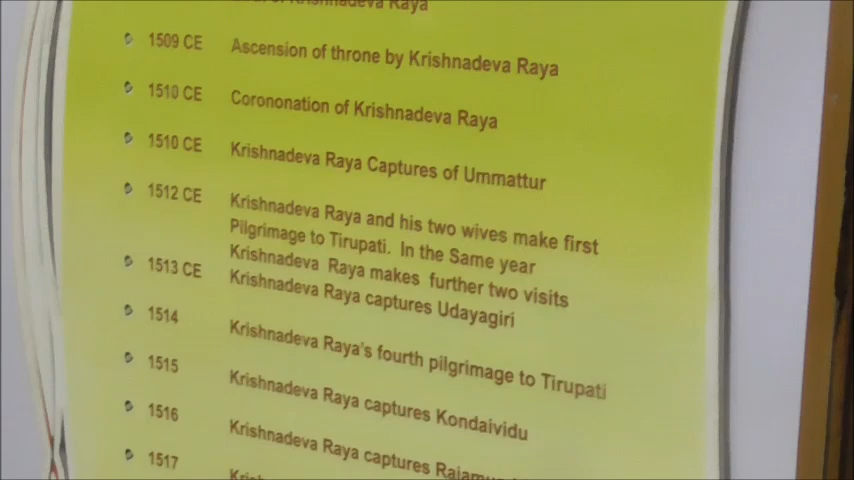 of Krishnadeva Raya
1509 CE Ascension of throne by Krishnadeva Raya
1510 CE Corononation of Krishnadeva Raya
1510 CE Krishnadeva Raya Captures of Ummattur
1512 CE Krishnadeva Raya and his two wives make first
Pilgrimage to Tirupati. In the Same year
Krishnadeva Raya makes further two visits
1513 CE Krishnadeva Raya captures Udayagiri
1514 Krishnadeva Raya's fourth pilgrimage to Tirupati
1515 Krishnadeva Raya captures Kondaividu
1516 Krishnadeva Raya captures
1517